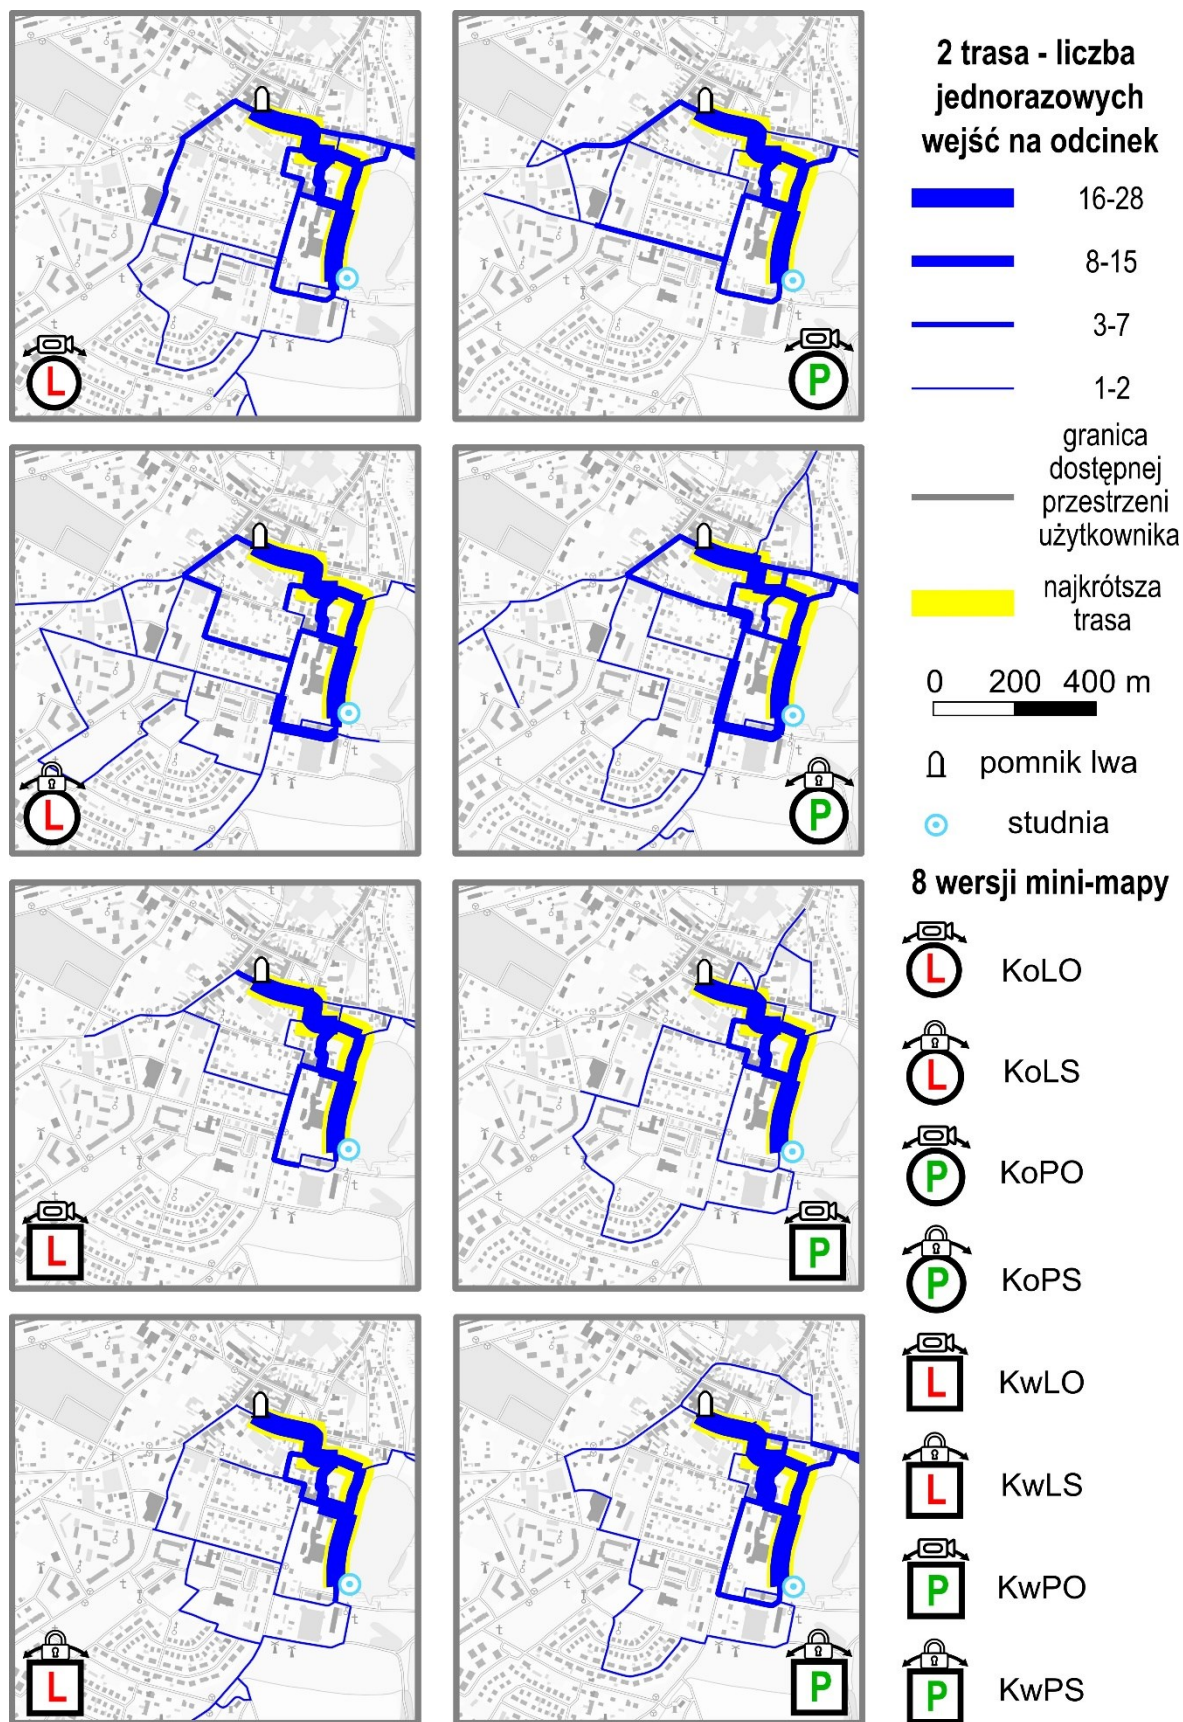 2 trasa - liczba
jednorazowych
wejść na odcinek
16-28
8-15
3-7
1-2
granica
dostępnej
przestrzeni
użytkownika
najkrótsza
trasa
0 200 400 m
pomnik lwa
studnia
8 wersji mini-mapy
L KoLO
L KoLS
P KoPO
P KoPS
L KwLO
L KwLS
P KwPO
P KwPS
L
P
L
P
L
P
L
P